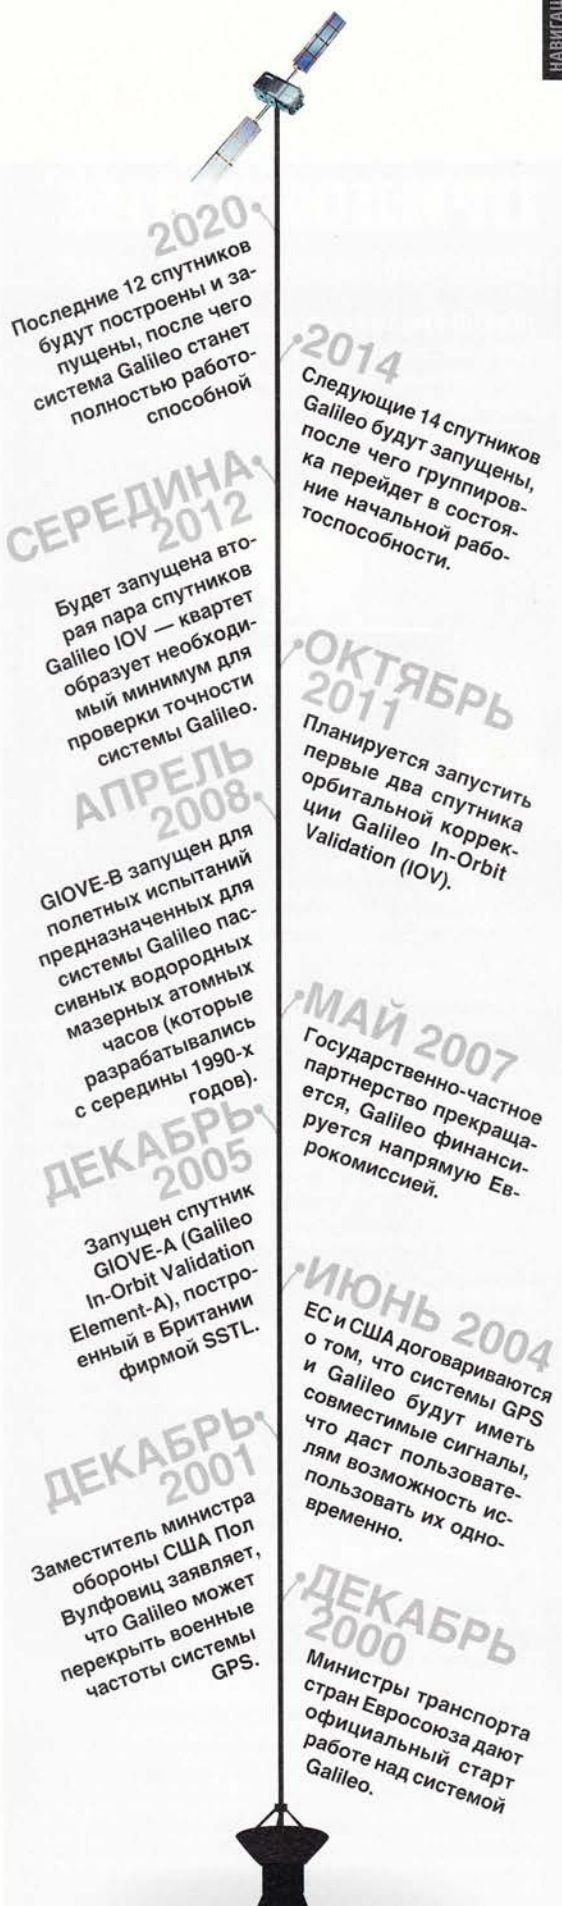 НАВИГАЦ
2020
Последние 12 спутников
будут построены и за-
пущены, после чего
система Galileo станет
полностью работо-
способной
2014
Следующие 14 спутников
Galileo будут запущены,
после чего группиров-
ка перейдет в состоя-
ние начальной рабо-
тоспособности.
СЕРЕДИНА
2012
Будет запущена вто-
рая пара спутников
Galileo IOV — квартет
образует необходи-
мый минимум для
проверки точности
системы Galileo.
ОКТЯБРЬ
2011
Планируется запустить
первые два спутника
орбитальной коррек-
ции Galileo In-Orbit
Validation (IOV).
АПРЕЛЬ
2008
GIOVE-B запущен для
полетных испытаний
предназначенных для
системы Galileo пас-
сивных водородных
мазерных атомных
часов (которые
разрабатывались
с середины 1990-х
годов).
МАЙ 2007
Государственно-частное
партнерство прекраща-
ется, Galileo финанси-
руется напрямую Ев-
рокомиссией.
ДЕКАБРЬ
2005
Запущен спутник
GIOVE-A (Galileo
In-Orbit Validation
Element-A), постро-
енный в Британии
фирмой SSTL.
ИЮНЬ 2004
ЕС и США договариваются
о том, что системы GPS
и Galileo будут иметь
совместимые сигналы,
что даст пользовате-
лям возможность ис-
пользовать их одно-
временно.
ДЕКАБРЬ
2001
Заместитель министра
обороны США Пол
Вулфовиц заявляет,
что Galileo может
перекрыть военные
частоты системы
GPS.
ДЕКАБРЬ
2000
Министры транспорта
стран Евросоюза дают
официальный старт
работе над системой
Galileo.